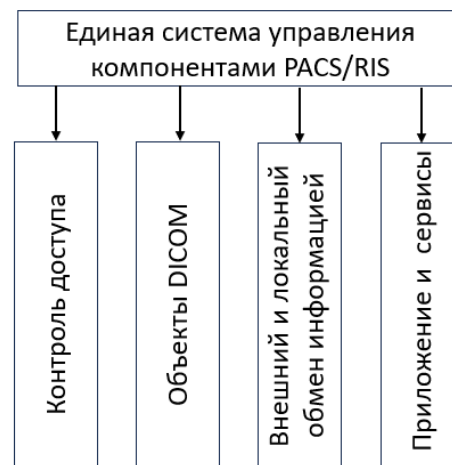 Единая система управления
компонентами PACS/RIS
Контроль доступа
Объекты DICOM
Внешний и локальный
обмен информацией
Приложение и сервисы